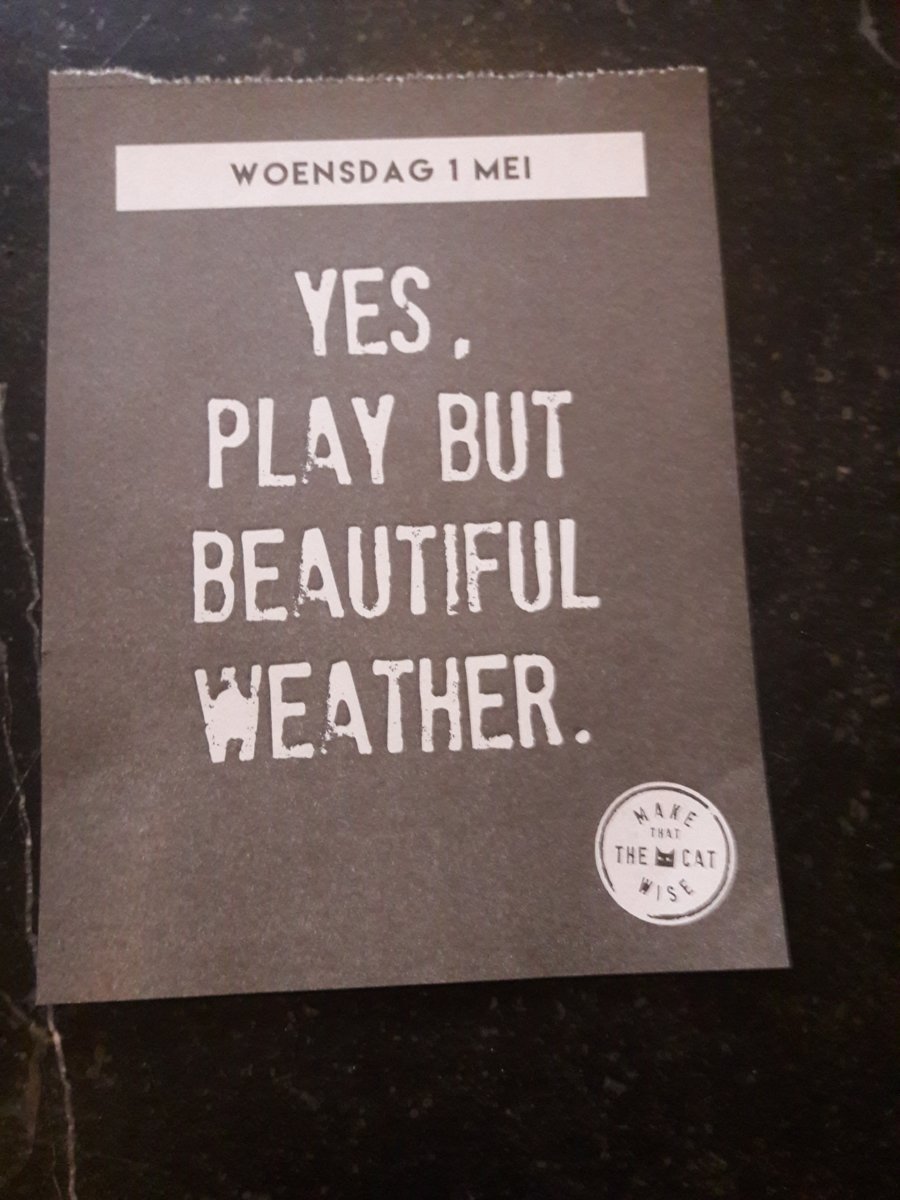 WOENSDAG 1 MEI
YES,
PLAY BUT
BEAUTIFUL
WEATHER.
MAKE
THAT
THE CAT
WISE